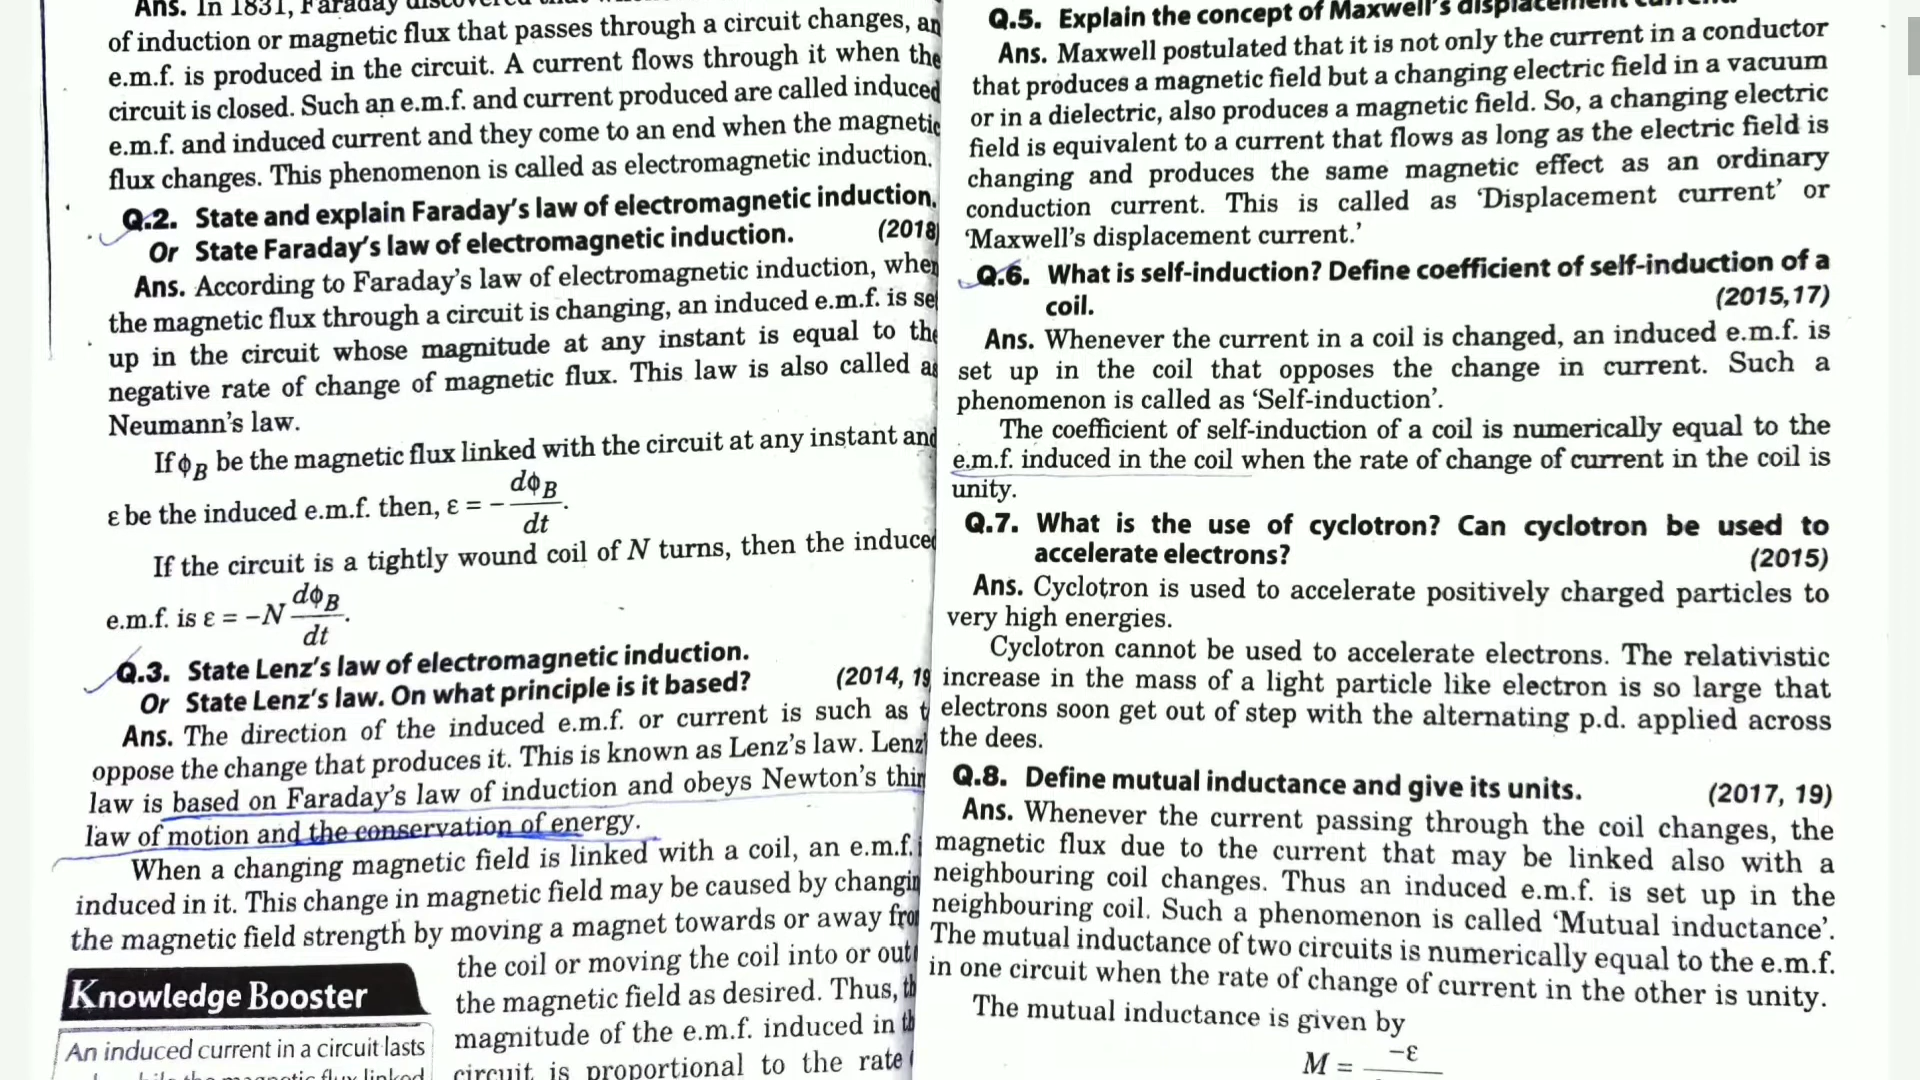 Ans. In 1831, Faraday discovered that
of induction or magnetic flux that passes through a circuit changes, an
e.m.f. is produced in the circuit. A current flows through it when the
circuit is closed. Such an e.m.f. and current produced are called induced
e.m.f. and induced current and they come to an end when the magnetic
flux changes. This phenomenon is called as electromagnetic induction.
Q.2. State and explain Faraday's law of electromagnetic induction.
Or State Faraday's law of electromagnetic induction. (2018)
Ans. According to Faraday's law of electromagnetic induction, when
the magnetic flux through a circuit is changing, an induced e.m.f. is set
up in the circuit whose magnitude at any instant is equal to the
negative rate of change of magnetic flux. This law is also called as
Neumann's law.
If ϕB be the magnetic flux linked with the circuit at any instant and
ε be the induced e.m.f. then, ε = −dϕB/dt.
If the circuit is a tightly wound coil of N turns, then the induced
e.m.f. is ε = −N dϕB/dt.
Q.3. State Lenz's law of electromagnetic induction.
Or State Lenz's law. On what principle is it based? (2014, 19
Ans. The direction of the induced e.m.f. or current is such as t
oppose the change that produces it. This is known as Lenz's law. Lenz'
law is based on Faraday's law of induction and obeys Newton's thir
law of motion and the conservation of energy.
When a changing magnetic field is linked with a coil, an e.m.f. i
induced in it. This change in magnetic field may be caused by changin
the magnetic field strength by moving a magnet towards or away fro
the coil or moving the coil into or out
the magnetic field as desired. Thus, th
magnitude of the e.m.f. induced in th
circuit is proportional to the rate
Knowledge Booster
An induced current in a circuit lasts
while the magnetic flux linked
Q.5. Explain the concept of Maxwell's displacement current.
Ans. Maxwell postulated that it is not only the current in a conductor
that produces a magnetic field but a changing electric field in a vacuum
or in a dielectric, also produces a magnetic field. So, a changing electric
field is equivalent to a current that flows as long as the electric field is
changing and produces the same magnetic effect as an ordinary
conduction current. This is called as 'Displacement current' or
'Maxwell's displacement current.'
Q.6. What is self-induction? Define coefficient of self-induction of a
coil. (2015,17)
Ans. Whenever the current in a coil is changed, an induced e.m.f. is
set up in the coil that opposes the change in current. Such a
phenomenon is called as 'Self-induction'.
The coefficient of self-induction of a coil is numerically equal to the
e.m.f. induced in the coil when the rate of change of current in the coil is
unity.
Q.7. What is the use of cyclotron? Can cyclotron be used to
accelerate electrons? (2015)
Ans. Cyclotron is used to accelerate positively charged particles to
very high energies.
Cyclotron cannot be used to accelerate electrons. The relativistic
increase in the mass of a light particle like electron is so large that
electrons soon get out of step with the alternating p.d. applied across
the dees.
Q.8. Define mutual inductance and give its units. (2017, 19)
Ans. Whenever the current passing through the coil changes, the
magnetic flux due to the current that may be linked also with a
neighbouring coil changes. Thus an induced e.m.f. is set up in the
neighbouring coil. Such a phenomenon is called 'Mutual inductance'.
The mutual inductance of two circuits is numerically equal to the e.m.f.
in one circuit when the rate of change of current in the other is unity.
The mutual inductance is given by
M = −ε